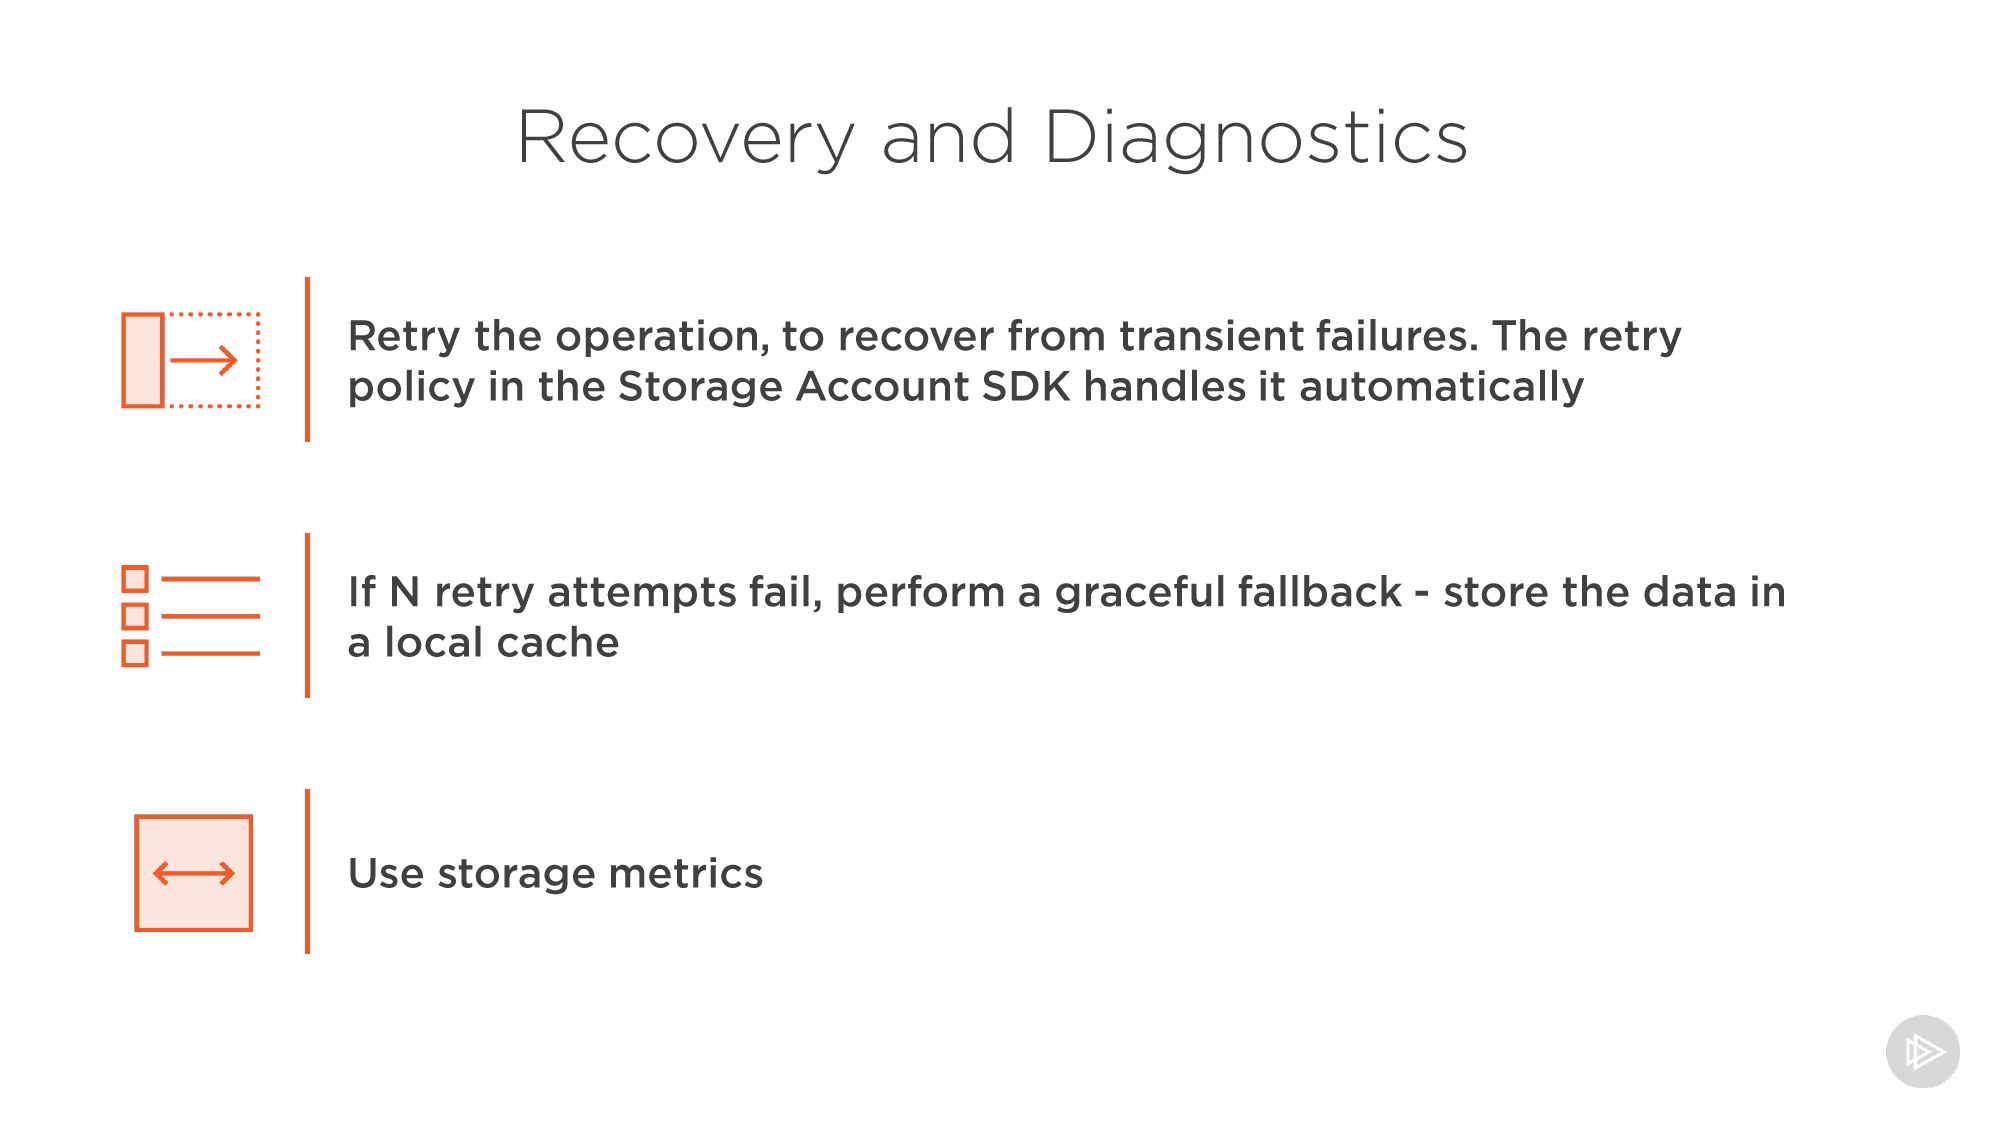 Recovery and Diagnostics
Retry the operation, to recover from transient failures. The retry
policy in the Storage Account SDK handles it automatically
If N retry attempts fail, perform a graceful fallback - store the data in
a local cache
Use storage metrics